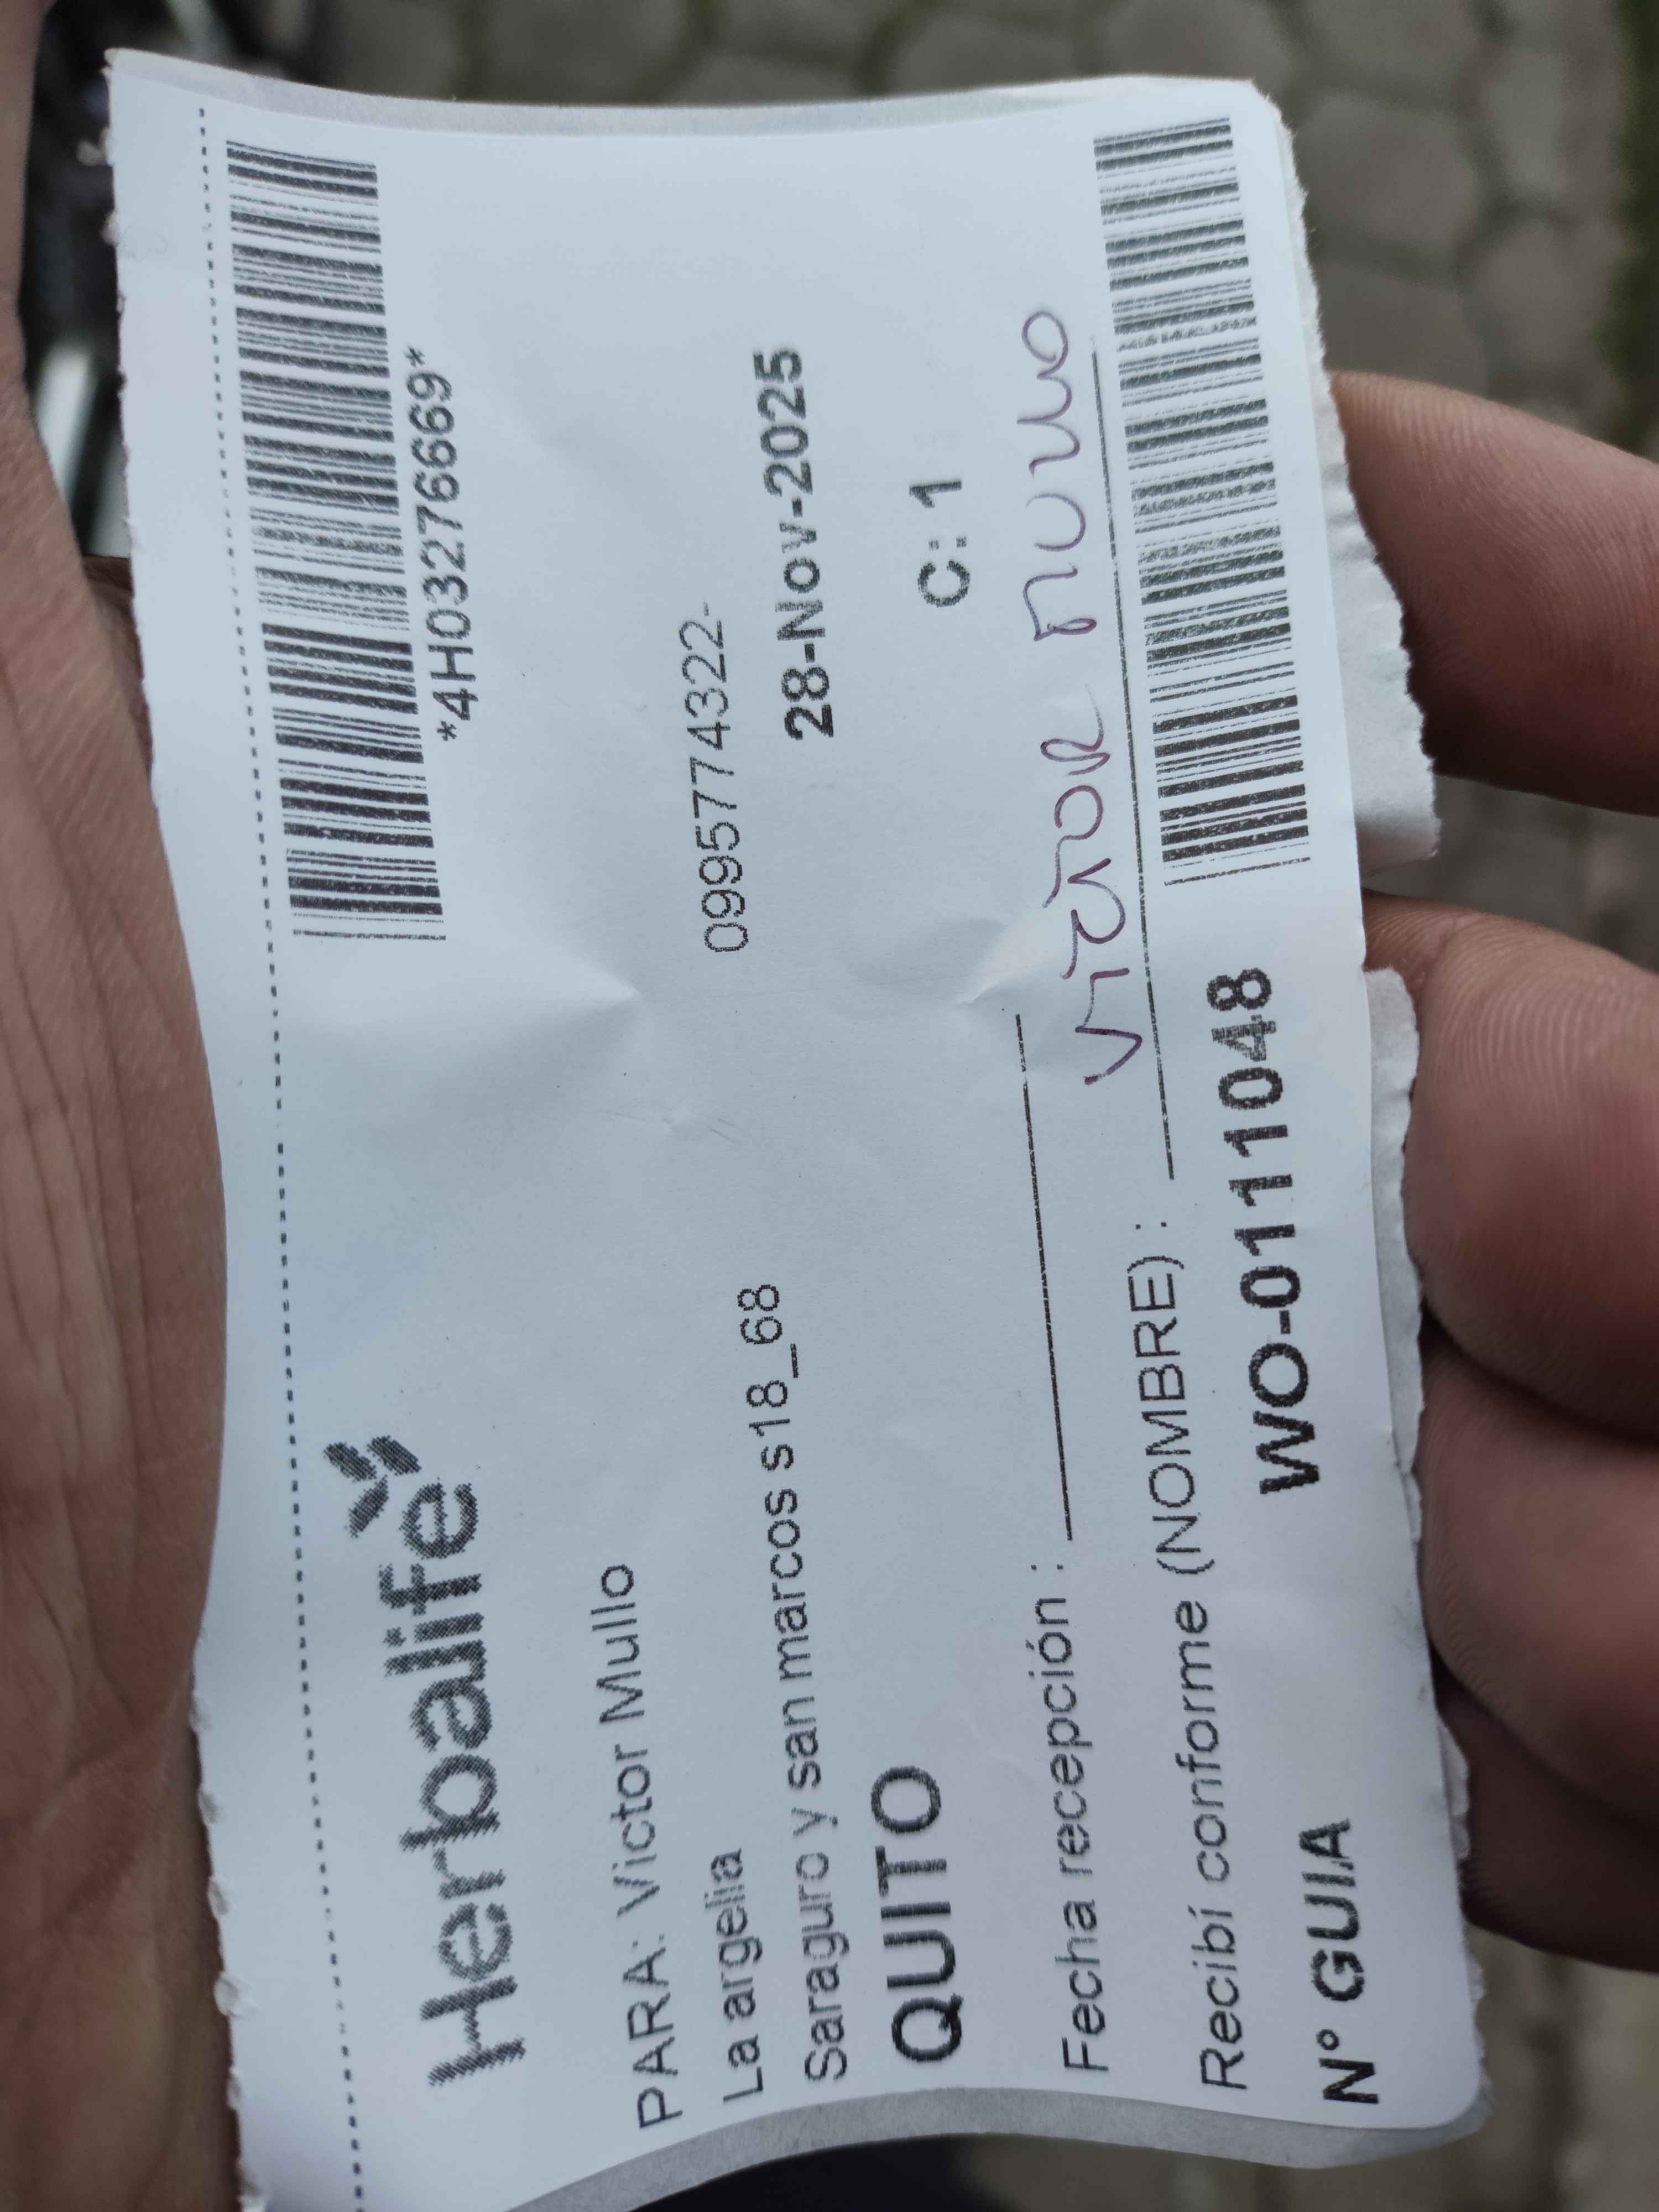 Herbalife
*4H03276669*
PARA: Victor Mullo
La argelia 0995774322-
Saraguro y san marcos s18_68 28-Nov-2025
QUITO C: 1
Fecha recepción :
Recibí conforme (NOMBRE) : VICTOR MULLO
N° GUIA WO-0111048